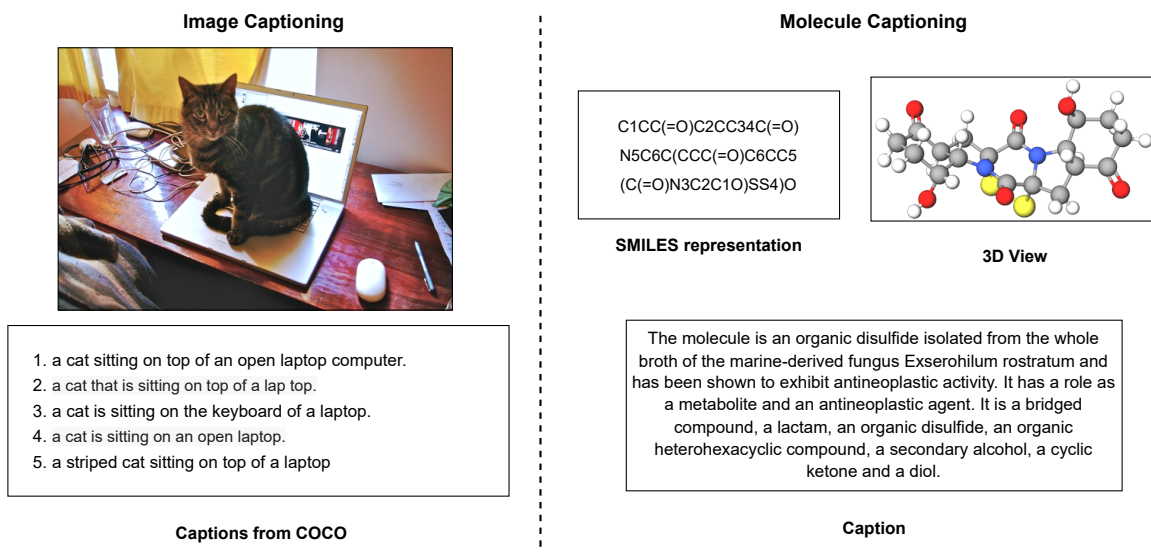 Image Captioning
1. a cat sitting on top of an open laptop computer.
2. a cat that is sitting on top of a lap top.
3. a cat is sitting on the keyboard of a laptop.
4. a cat is sitting on an open laptop.
5. a striped cat sitting on top of a laptop
Captions from COCO
Molecule Captioning
C1CC(=O)C2CC34C(=O)
N5C6C(CCC(=O)C6CC5
(C(=O)N3C2C1O)SS4)O
SMILES representation
3D View
The molecule is an organic disulfide isolated from the whole
broth of the marine-derived fungus Exserohilum rostratum and
has been shown to exhibit antineoplastic activity. It has a role as
a metabolite and an antineoplastic agent. It is a bridged
compound, a lactam, an organic disulfide, an organic
heterohexacyclic compound, a secondary alcohol, a cyclic
ketone and a diol.
Caption